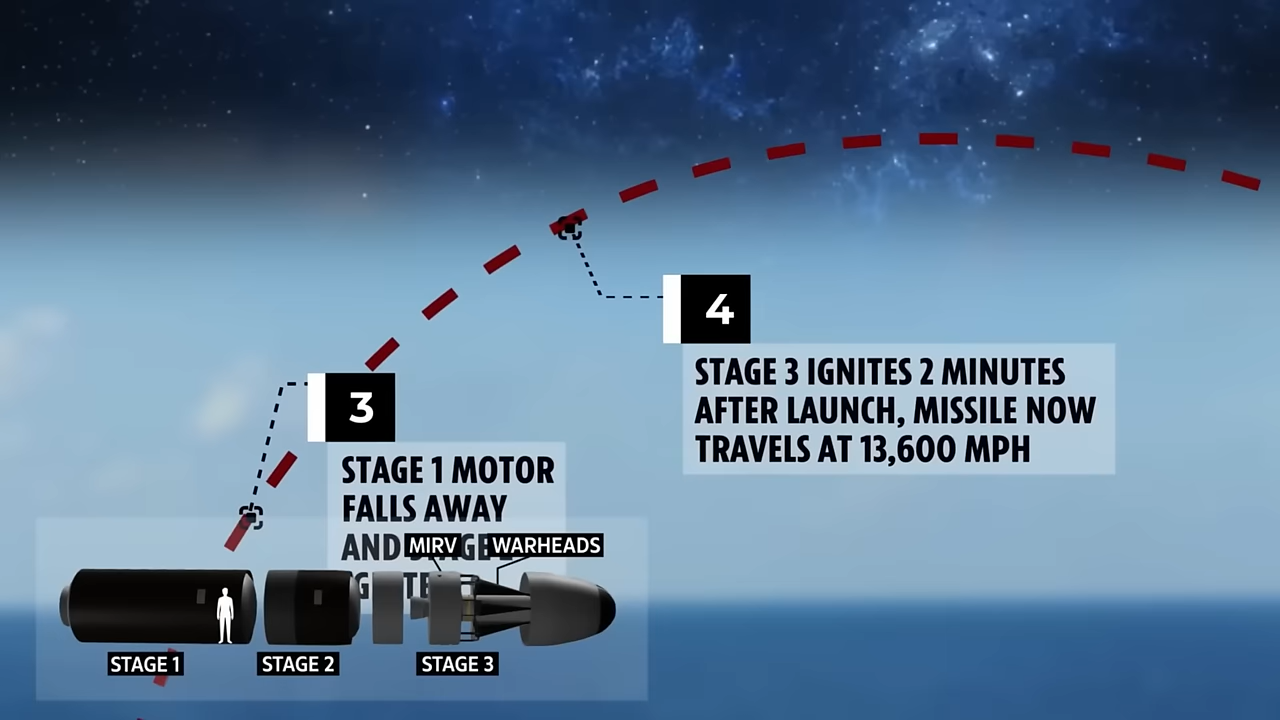 4
STAGE 3 IGNITES 2 MINUTES
AFTER LAUNCH, MISSILE NOW
TRAVELS AT 13,600 MPH
3
STAGE 1 MOTOR
FALLS AWAY
AND
MIRV
WARHEADS
STAGE 1
STAGE 2
STAGE 3